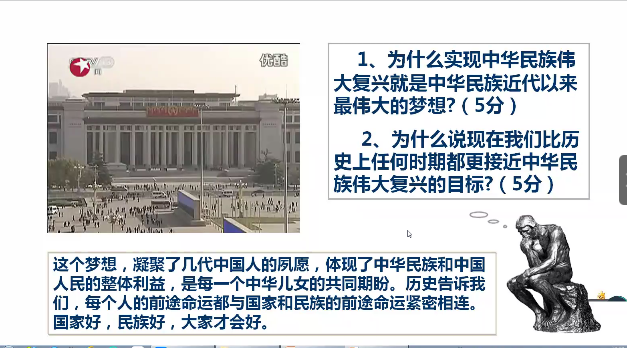 优酷
1、为什么实现中华民族伟
大复兴就是中华民族近代以来
最伟大的梦想?(5分)
2、为什么说现在我们比历
史上任何时期都更接近中华民
族伟大复兴的目标?(5分)
这个梦想，凝聚了几代中国人的夙愿，体现了中华民族和中国
人民的整体利益，是每一个中华儿女的共同期盼。历史告诉我
们，每个人的前途命运都与国家和民族的前途命运紧密相连。
国家好，民族好，大家才会好。